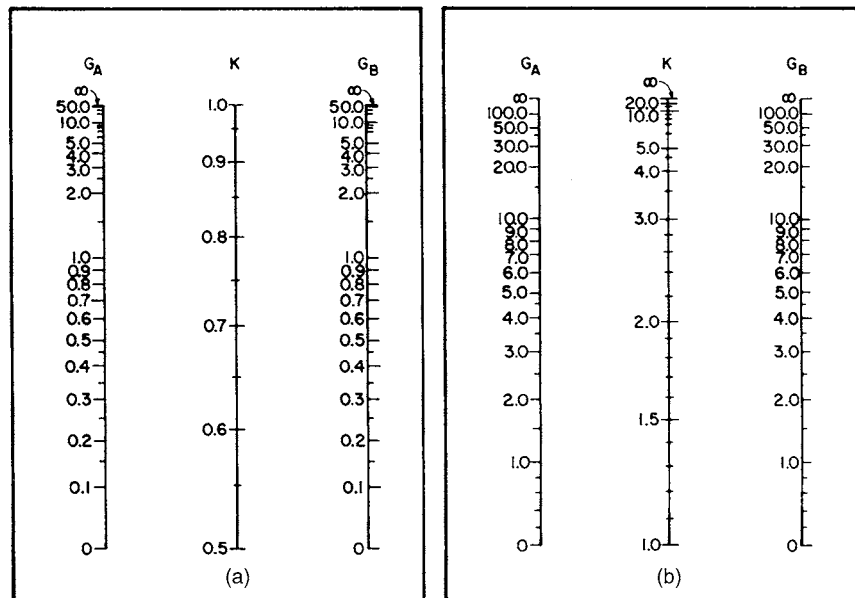 G_A K G_B
∞ ∞
50.0 1.0 50.0
10.0 10.0
5.0 5.0
4.0 0.9 4.0
3.0 3.0
2.0 2.0
0.8
1.0 1.0
0.9 0.9
0.8 0.8
0.7 0.7
0.7
0.6 0.6
0.5 0.5
0.4 0.4
0.3 0.3
0.6
0.2 0.2
0.1 0.1
0 0.5 0
(a)
G_A K G_B
∞ ∞ ∞
20.0
100.0 10.0 100.0
50.0 50.0
30.0 5.0 30.0
20.0 4.0 20.0
10.0 3.0 10.0
9.0 9.0
8.0 8.0
7.0 7.0
6.0 6.0
5.0 5.0
4.0 2.0 4.0
3.0 3.0
2.0 2.0
1.5
1.0 1.0
0 1.0 0
(b)